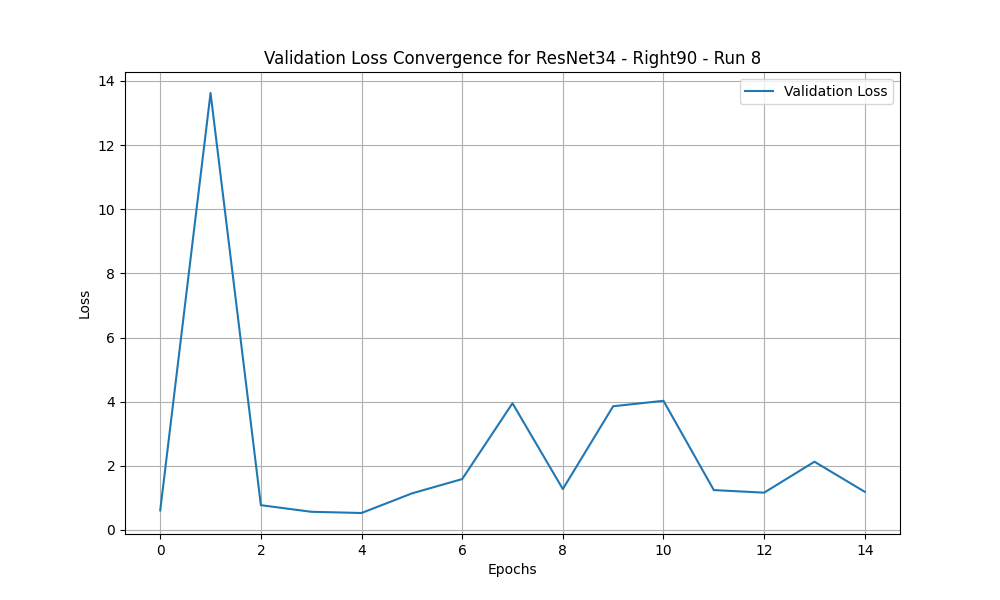 Validation Loss Convergence for ResNet34 - Right90 - Run 8
Validation Loss
14
12
10
8
6
4
2
0
Loss
0 2 4 6 8 10 12 14
Epochs